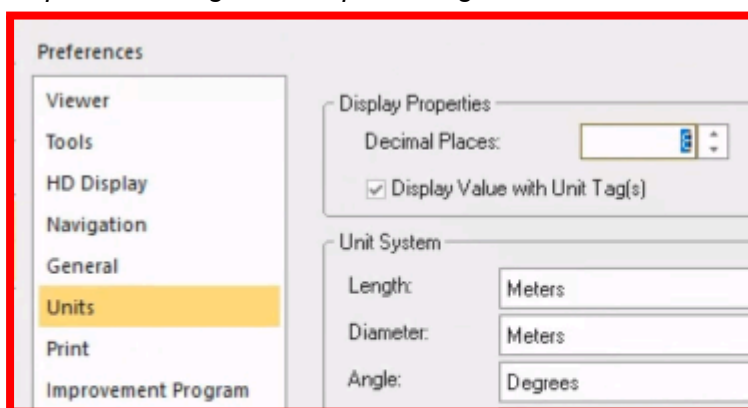 Preferences
Viewer
Tools
HD Display
Navigation
General
Units
Print
Improvement Program
Display Properties
Decimal Places:
Display Value with Unit Tag(s)
Unit System
Length:
Meters
Diameter:
Meters
Angle:
Degrees